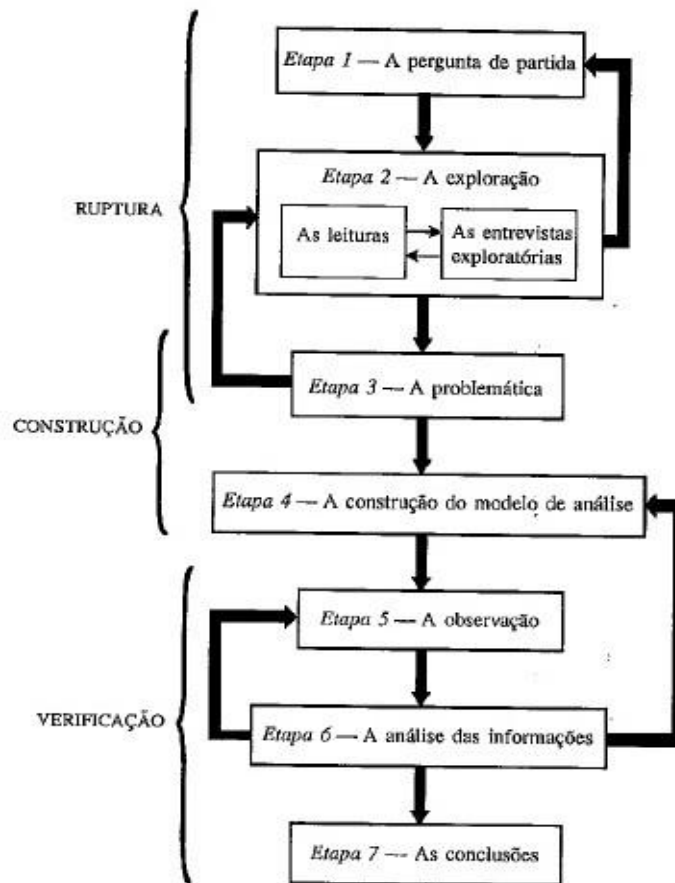 Etapa 1 — A pergunta de partida
Etapa 2 — A exploração
RUPTURA
As leituras
As entrevistas
exploratórias
Etapa 3 — A problemática
CONSTRUÇÃO
Etapa 4 — A construção do modelo de análise
Etapa 5 — A observação
VERIFICAÇÃO
Etapa 6 — A análise das informações
Etapa 7 — As conclusões